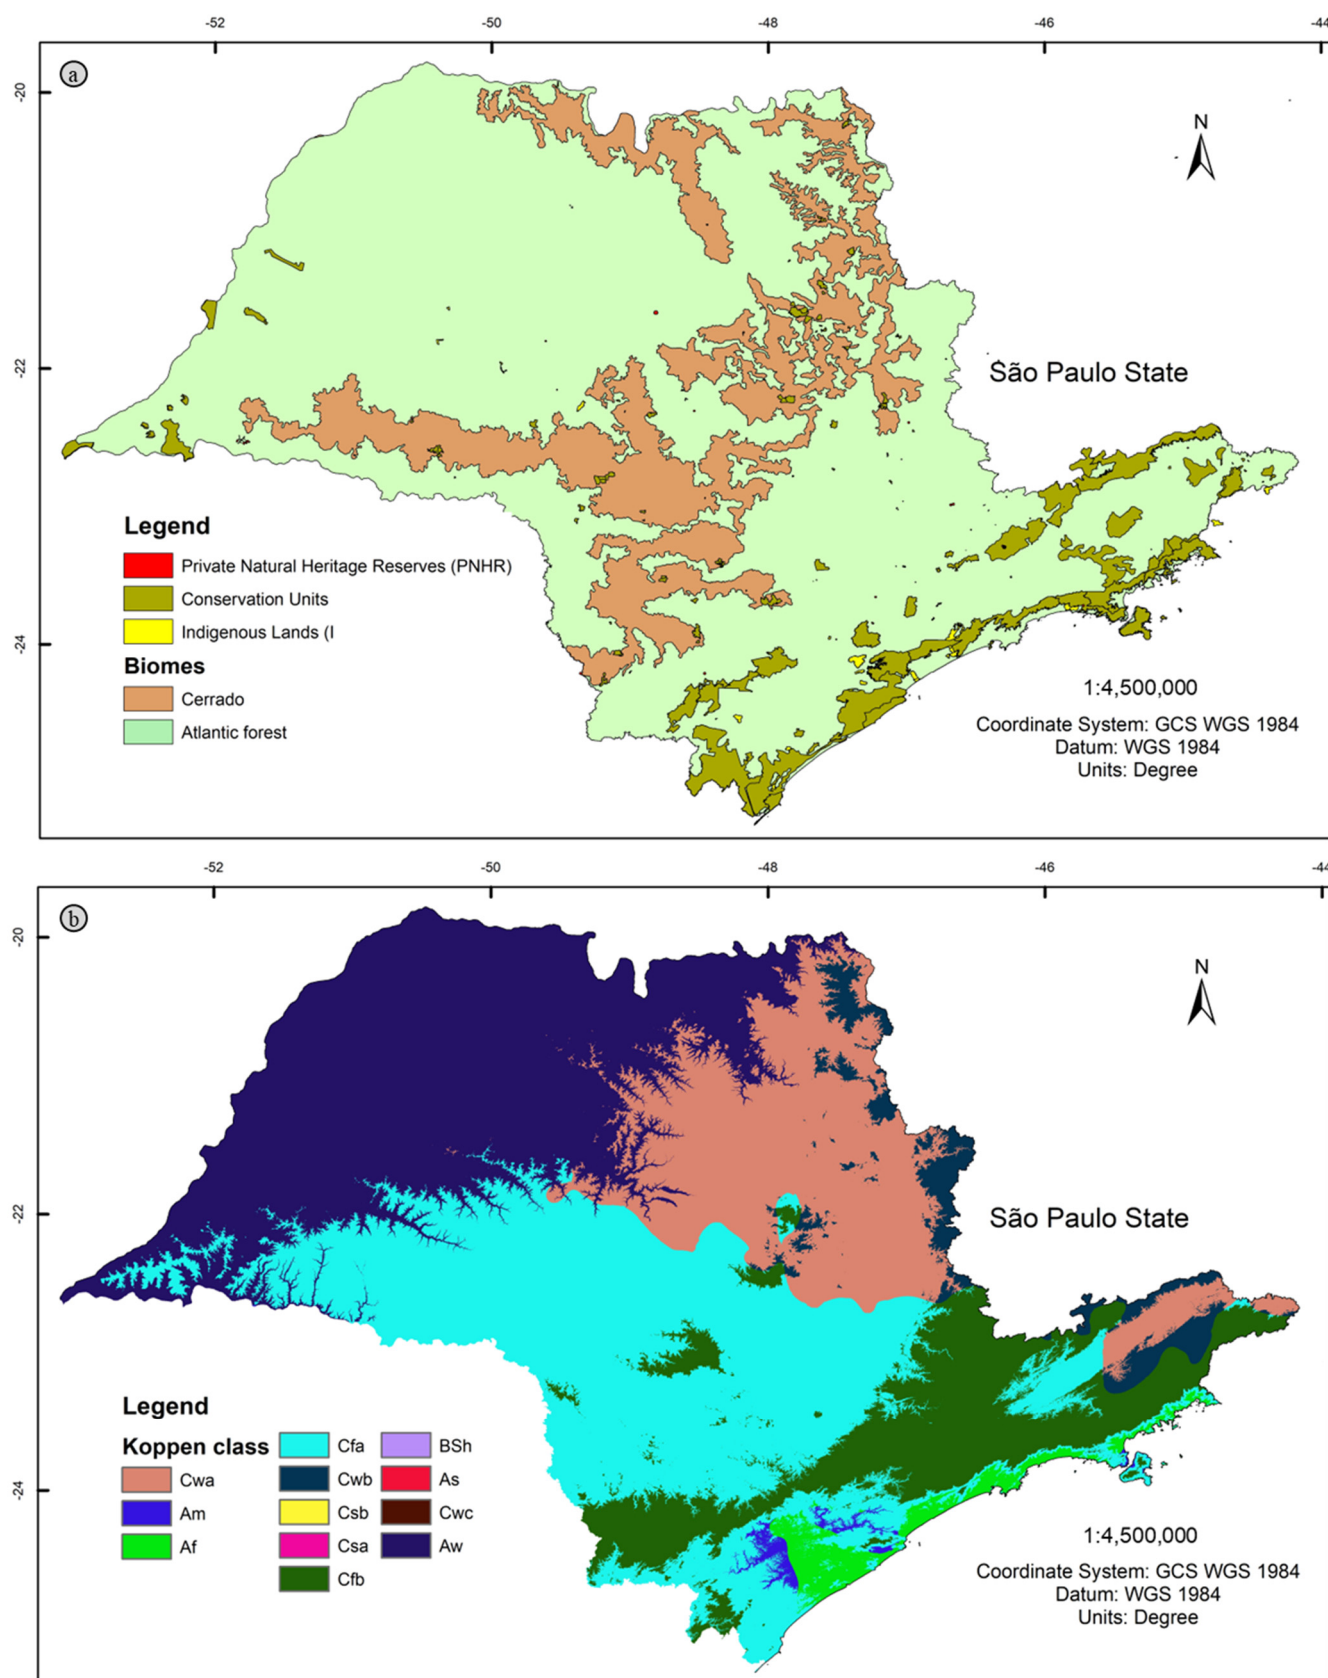 -52 -50 -48 -46 -44
a
-20
N
-22
São Paulo State
Legend
Private Natural Heritage Reserves (PNHR)
Conservation Units
Indigenous Lands (I
-24
Biomes
Cerrado
Atlantic forest
1:4,500,000
Coordinate System: GCS WGS 1984
Datum: WGS 1984
Units: Degree
-52 -50 -48 -46 -44
b
-20
N
-22
São Paulo State
Legend
Koppen class
Cwa
Am
Af
Cfa
Cwb
Csb
Csa
Cfb
BSh
As
Cwc
Aw
-24
1:4,500,000
Coordinate System: GCS WGS 1984
Datum: WGS 1984
Units: Degree